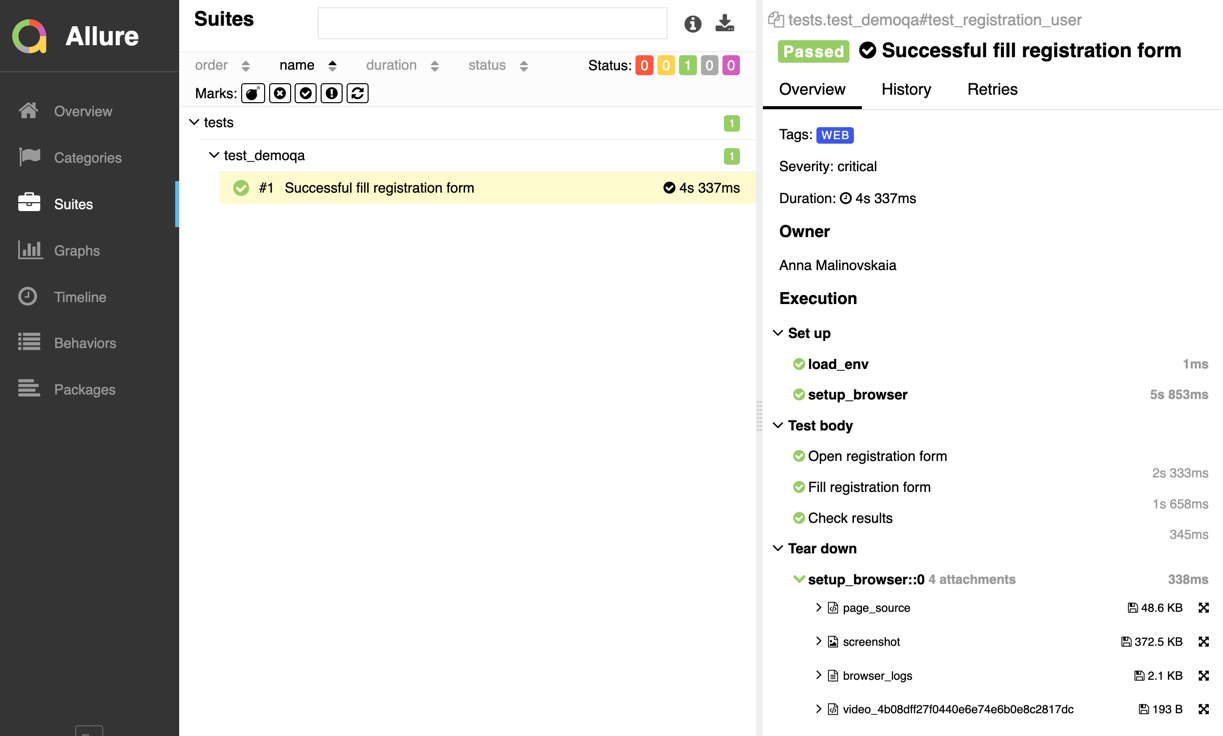 Allure
Overview
Categories
Suites
Graphs
Timeline
Behaviors
Packages
Suites
order name duration status Status: 0 0 1 0 0
Marks:
tests 1
test_demoqa 1
#1 Successful fill registration form 4s 337ms
tests.test_demoqa#test_registration_user
Passed Successful fill registration form
Overview History Retries
Tags: WEB
Severity: critical
Duration: 4s 337ms
Owner
Anna Malinovskaia
Execution
Set up
load_env 1ms
setup_browser 5s 853ms
Test body
Open registration form 2s 333ms
Fill registration form 1s 658ms
Check results 345ms
Tear down
setup_browser::0 4 attachments 338ms
page_source 48.6 KB
screenshot 372.5 KB
browser_logs 2.1 KB
video_4b08dff27f0440e6e74e6b0e8c2817dc 193 B